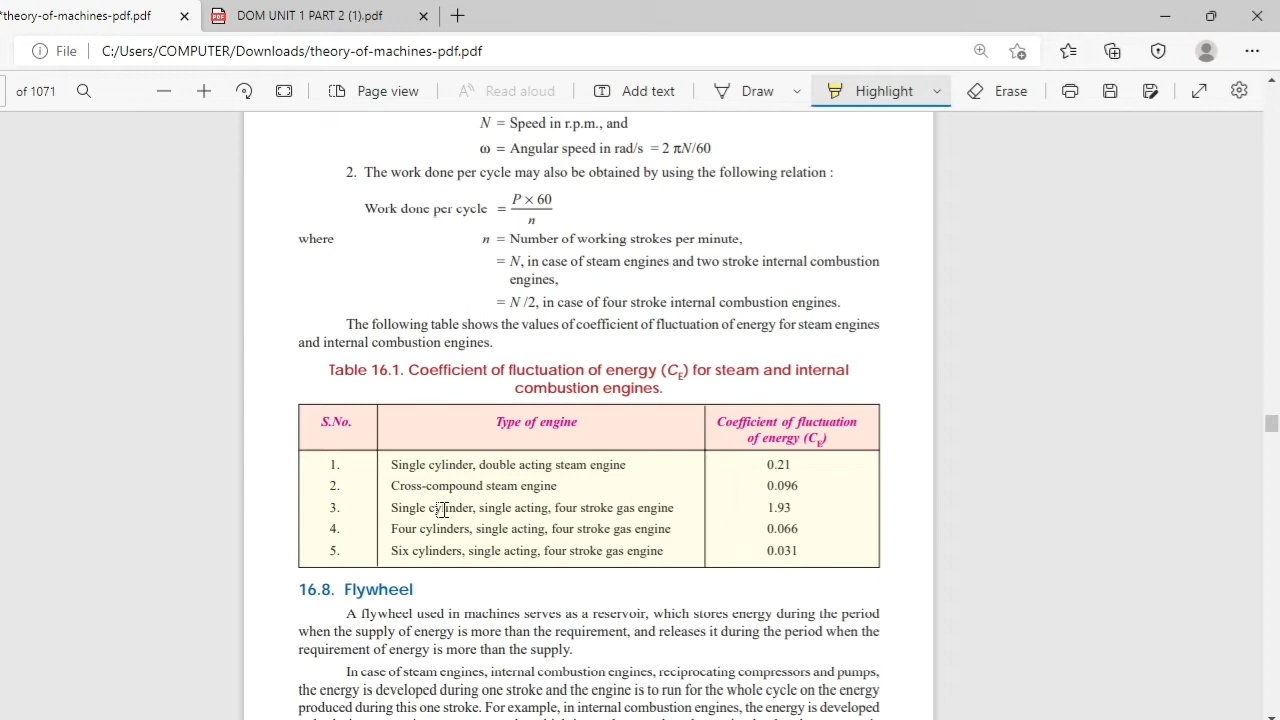 theory-of-machines-pdf.pdf
DOM UNIT 1 PART 2 (1).pdf
File C:/Users/COMPUTER/Downloads/theory-of-machines-pdf.pdf
of 1071 Page view Read aloud Add text Draw Highlight Erase
N = Speed in r.p.m., and
ω = Angular speed in rad/s = 2 πN/60
2. The work done per cycle may also be obtained by using the following relation :
Work done per cycle = P × 60
n
where n = Number of working strokes per minute,
= N, in case of steam engines and two stroke internal combustion
engines,
= N /2, in case of four stroke internal combustion engines.
The following table shows the values of coefficient of fluctuation of energy for steam engines
and internal combustion engines.
Table 16.1. Coefficient of fluctuation of energy (CE) for steam and internal
combustion engines.
S.No. Type of engine Coefficient of fluctuation
of energy (CE)
1. Single cylinder, double acting steam engine 0.21
2. Cross-compound steam engine 0.096
3. Single cylinder, single acting, four stroke gas engine 1.93
4. Four cylinders, single acting, four stroke gas engine 0.066
5. Six cylinders, single acting, four stroke gas engine 0.031
16.8. Flywheel
A flywheel used in machines serves as a reservoir, which stores energy during the period
when the supply of energy is more than the requirement, and releases it during the period when the
requirement of energy is more than the supply.
In case of steam engines, internal combustion engines, reciprocating compressors and pumps,
the energy is developed during one stroke and the engine is to run for the whole cycle on the energy
produced during this one stroke. For example, in internal combustion engines, the energy is developed